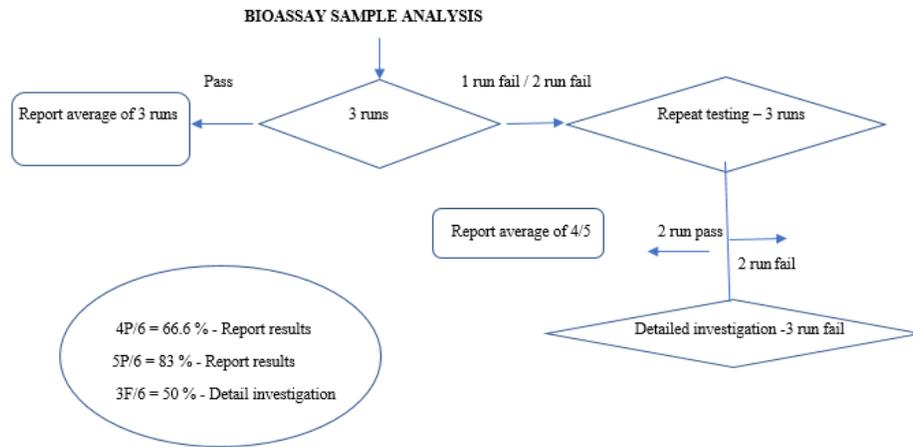 BIOASSAY SAMPLE ANALYSIS
Pass
1 run fail / 2 run fail
Report average of 3 runs
3 runs
Repeat testing – 3 runs
Report average of 4/5
2 run pass
2 run fail
Detailed investigation -3 run fail
4P/6 = 66.6 % - Report results
5P/6 = 83 % - Report results
3F/6 = 50 % - Detail investigation